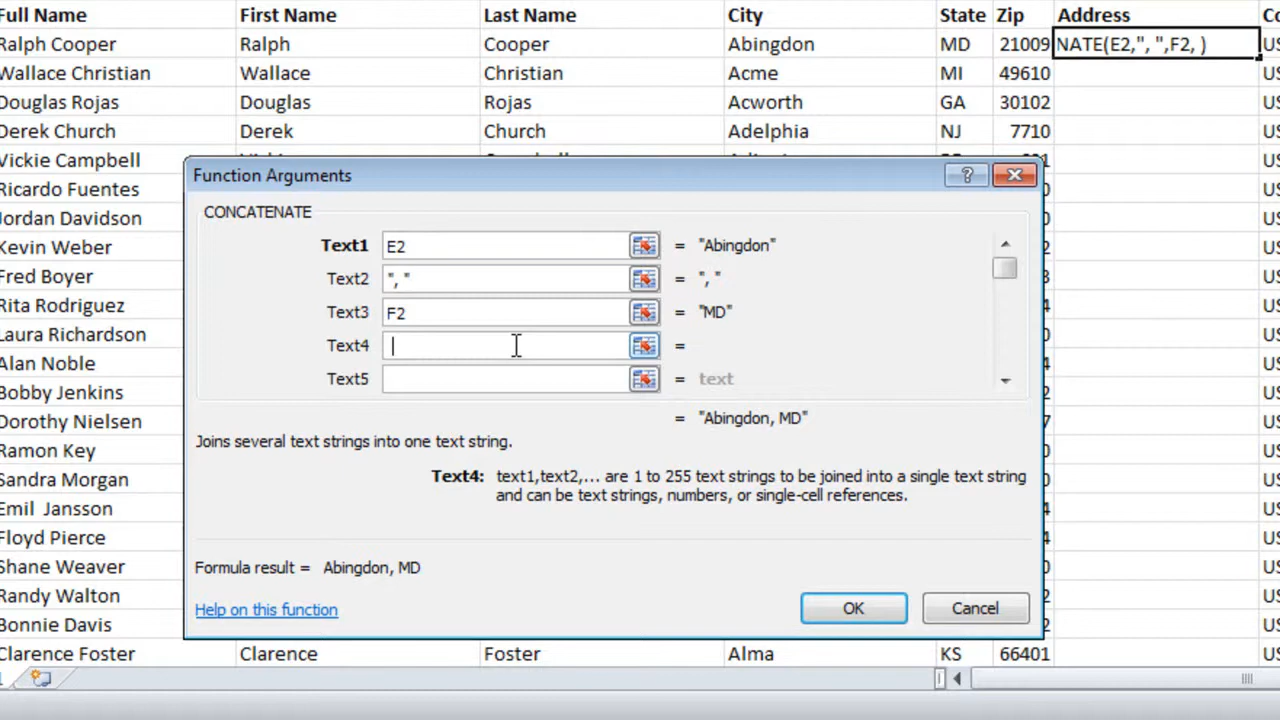 Full Name First Name Last Name City State Zip Address
Ralph Cooper Ralph Cooper Abingdon MD 21009 NATE(E2,", ",F2, )
Wallace Christian Wallace Christian Acme MI 49610
Douglas Rojas Douglas Rojas Acworth GA 30102
Derek Church Derek Church Adelphia NJ 7710
Vickie Campbell
Ricardo Fuentes
Jordan Davidson
Kevin Weber
Fred Boyer
Rita Rodriguez
Laura Richardson
Alan Noble
Bobby Jenkins
Dorothy Nielsen
Ramon Key
Sandra Morgan
Emil Jansson
Floyd Pierce
Shane Weaver
Randy Walton
Bonnie Davis
Clarence Foster Clarence Foster Alma KS 66401
Function Arguments
CONCATENATE
Text1 E2 = "Abingdon"
Text2 ", " = ", "
Text3 F2 = "MD"
Text4 =
Text5 = text
= "Abingdon, MD"
Joins several text strings into one text string.
Text4: text1,text2,... are 1 to 255 text strings to be joined into a single text string
and can be text strings, numbers, or single-cell references.
Formula result = Abingdon, MD
Help on this function
OK Cancel